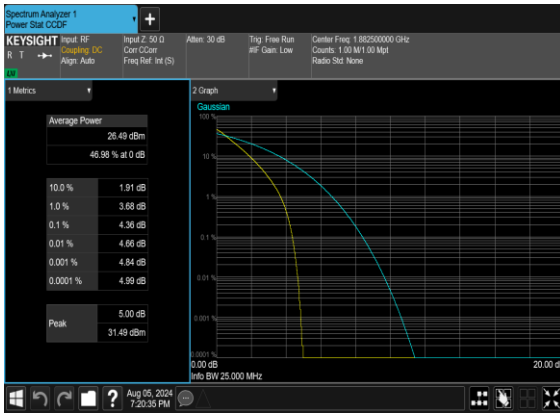 Spectrum Analyzer 1
Power Stat CCDF
KEYSIGHT
R T
LXI
Input: RF
Coupling: DC
Align: Auto
Input Z: 50 Ω
Corr CCorr
Freq Ref: Int (S)
Atten: 30 dB
Trig: Free Run
#IF Gain: Low
Center Freq: 1.882500000 GHz
Counts: 1.00 M/1.00 Mpt
Radio Std: None
1 Metrics
Average Power
26.49 dBm
46.98 % at 0 dB
10.0 % 1.91 dB
1.0 % 3.68 dB
0.1 % 4.36 dB
0.01 % 4.66 dB
0.001 % 4.84 dB
0.0001 % 4.99 dB
Peak
5.00 dB
31.49 dBm
2 Graph
Gaussian
100 %
10 %
1 %
0.1 %
0.01 %
0.001 %
0.0001 %
0.00 dB
20.00 d
Info BW 25.000 MHz
?
Aug 05, 2024
7:20:35 PM